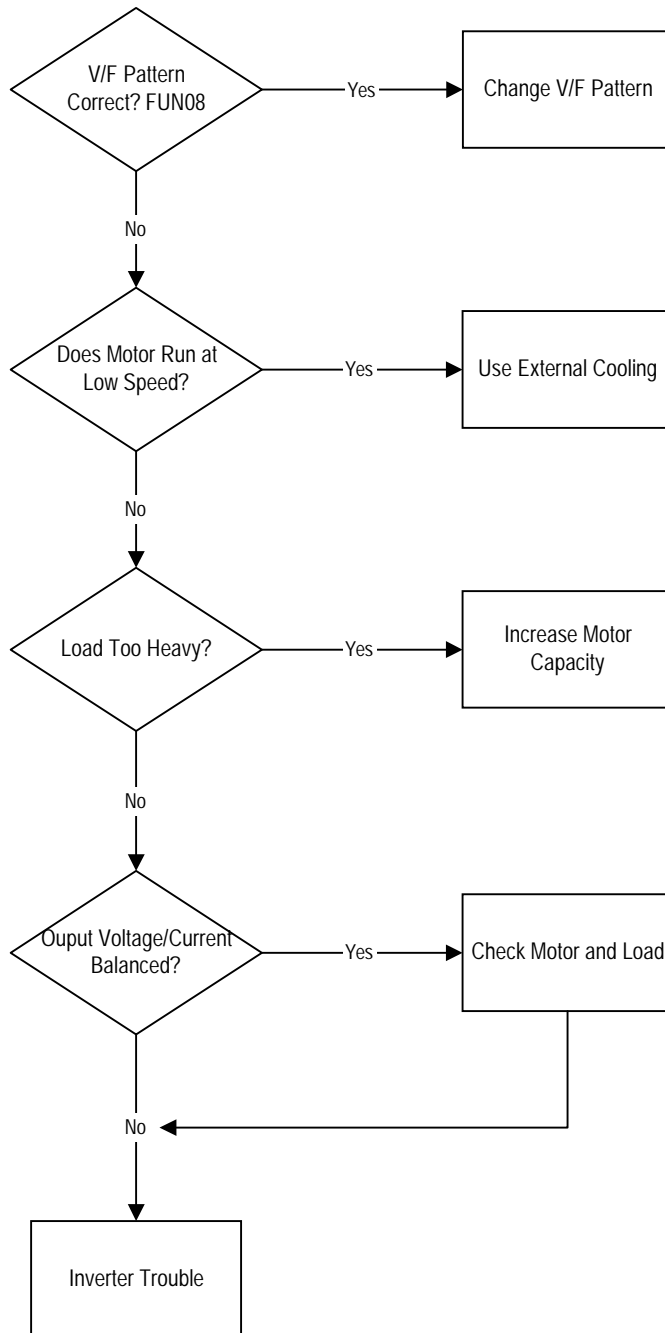 V/F Pattern
Correct? FUN08
Yes
Change V/F Pattern
No
Does Motor Run at
Low Speed?
Yes
Use External Cooling
No
Load Too Heavy?
Yes
Increase Motor
Capacity
No
Ouput Voltage/Current
Balanced?
Yes
Check Motor and Load
No
Inverter Trouble